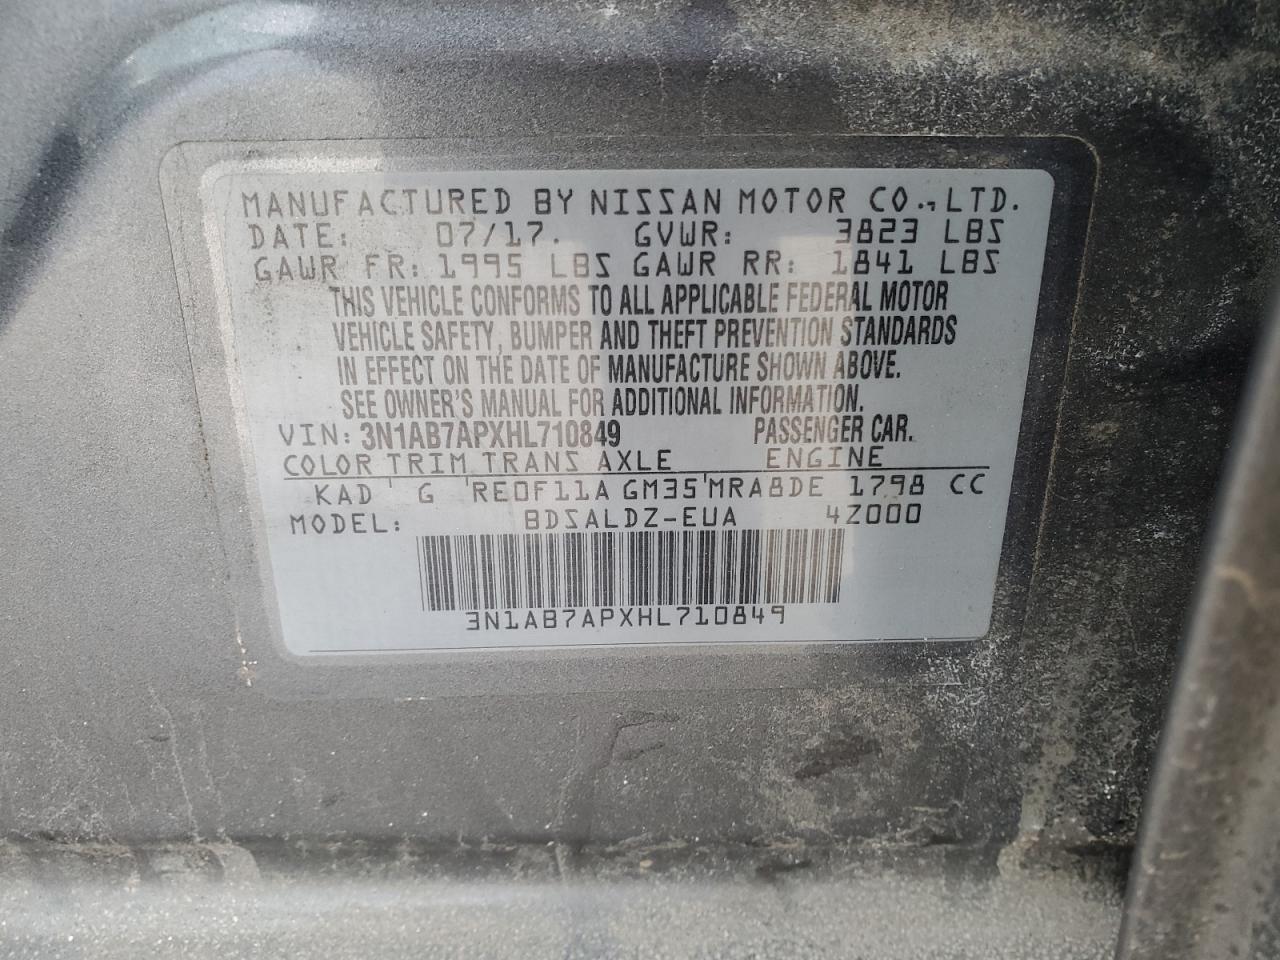 MANUFACTURED BY NISSAN MOTOR CO., LTD.
DATE: 07/17. GVWR: 3823 LBS
GAWR FR: 1995 LBS GAWR RR: 1841 LBS
THIS VEHICLE CONFORMS TO ALL APPLICABLE FEDERAL MOTOR
VEHICLE SAFETY, BUMPER AND THEFT PREVENTION STANDARDS
IN EFFECT ON THE DATE OF MANUFACTURE SHOWN ABOVE.
SEE OWNER'S MANUAL FOR ADDITIONAL INFORMATION.
VIN: 3N1AB7APXHL710849 PASSENGER CAR.
COLOR TRIM TRANS AXLE ENGINE
KAD ' G 'RE0F11A GM35'MRA8DE 1798 CC
MODEL: BDSALDZ-EUA 4Z000
3N1AB7APXHL710849